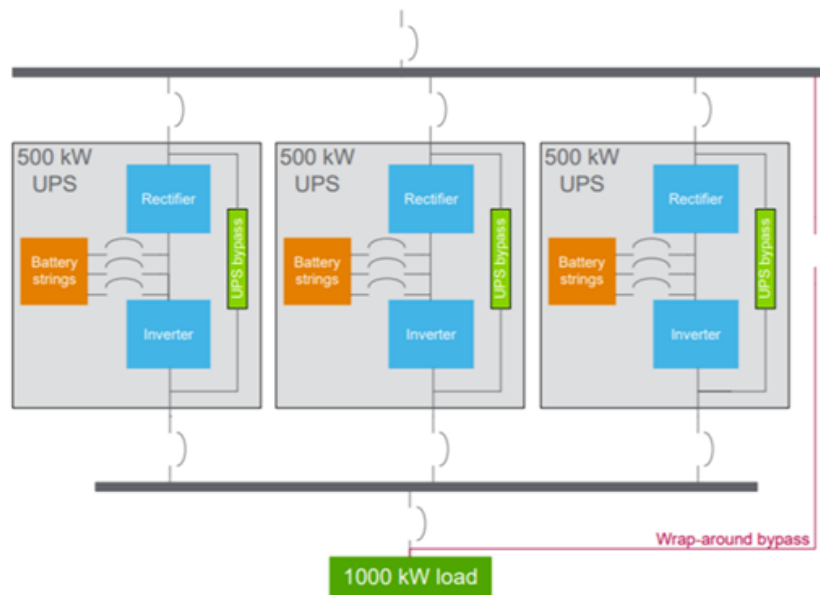 500 kW
UPS
Rectifier
Battery
strings
UPS bypass
Inverter
500 kW
UPS
Rectifier
Battery
strings
UPS bypass
Inverter
500 kW
UPS
Rectifier
Battery
strings
UPS bypass
Inverter
Wrap-around bypass
1000 kW load